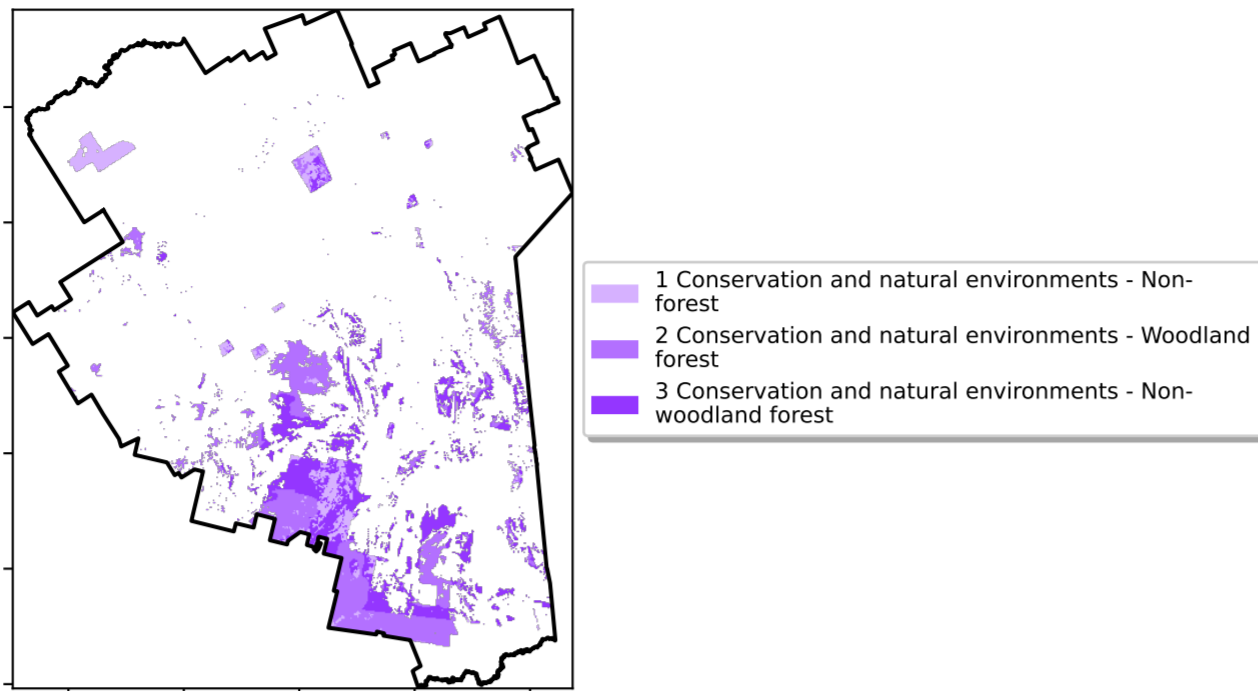 1 Conservation and natural environments - Non-
forest
2 Conservation and natural environments - Woodland
forest
3 Conservation and natural environments - Non-
woodland forest